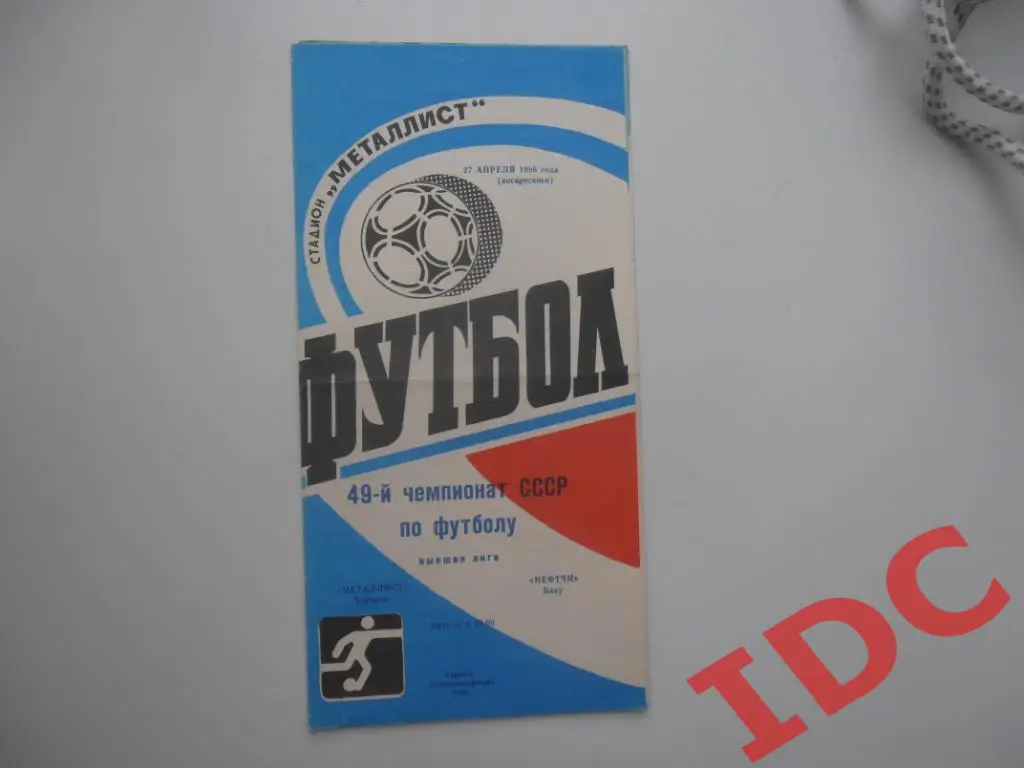 СТАДИОН „МЕТАЛЛИСТ"
27 АПРЕЛЯ 1986 года
(воскресенье)
ФУТБОЛ
49-й чемпионат СССР
по футболу
высшая лига
«МЕТАЛЛИСТ»
Харьков
«НЕФТЧИ»
Баку
IDC